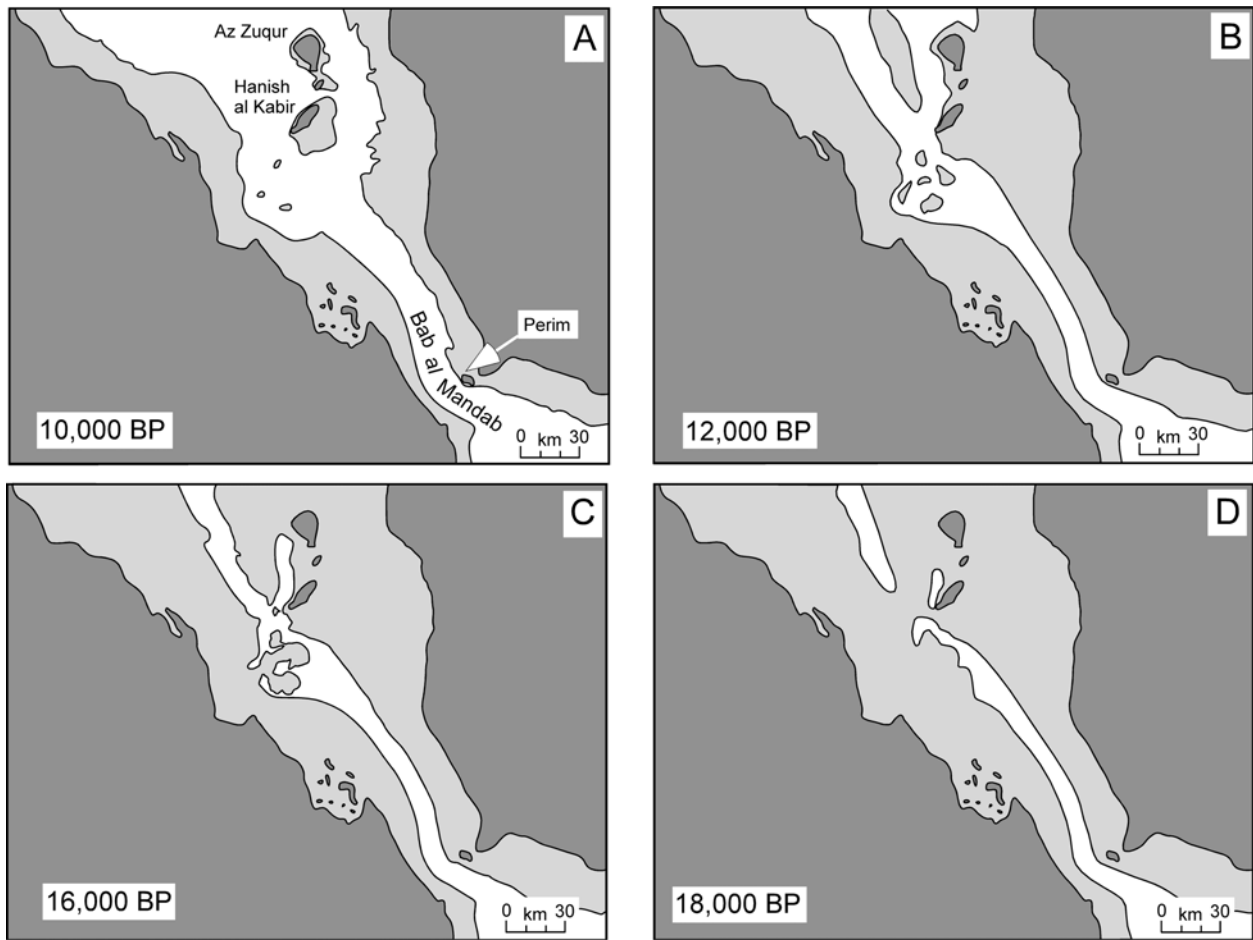 A
Az Zuqur
Hanish
al Kabir
Perim
Bab al Mandab
10,000 BP
0 km 30
B
12,000 BP
0 km 30
C
16,000 BP
0 km 30
D
18,000 BP
0 km 30